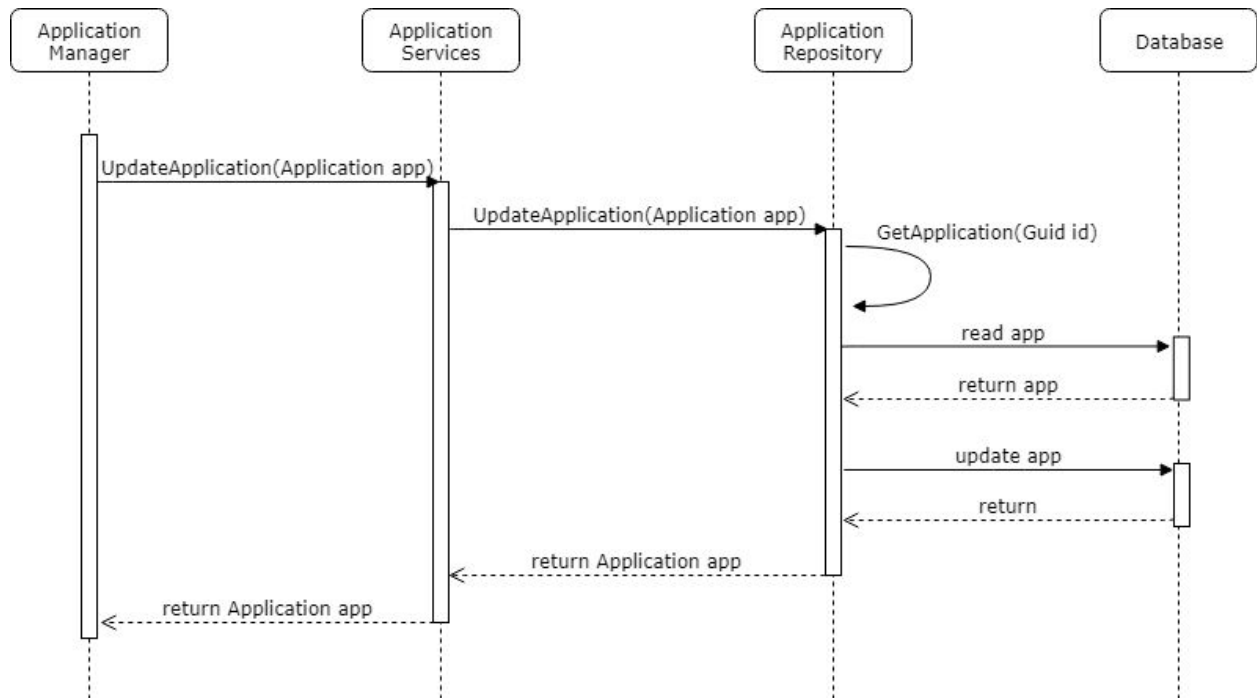 Application
Manager
Application
Services
Application
Repository
Database
UpdateApplication(Application app)
UpdateApplication(Application app)
GetApplication(Guid id)
read app
return app
update app
return
return Application app
return Application app